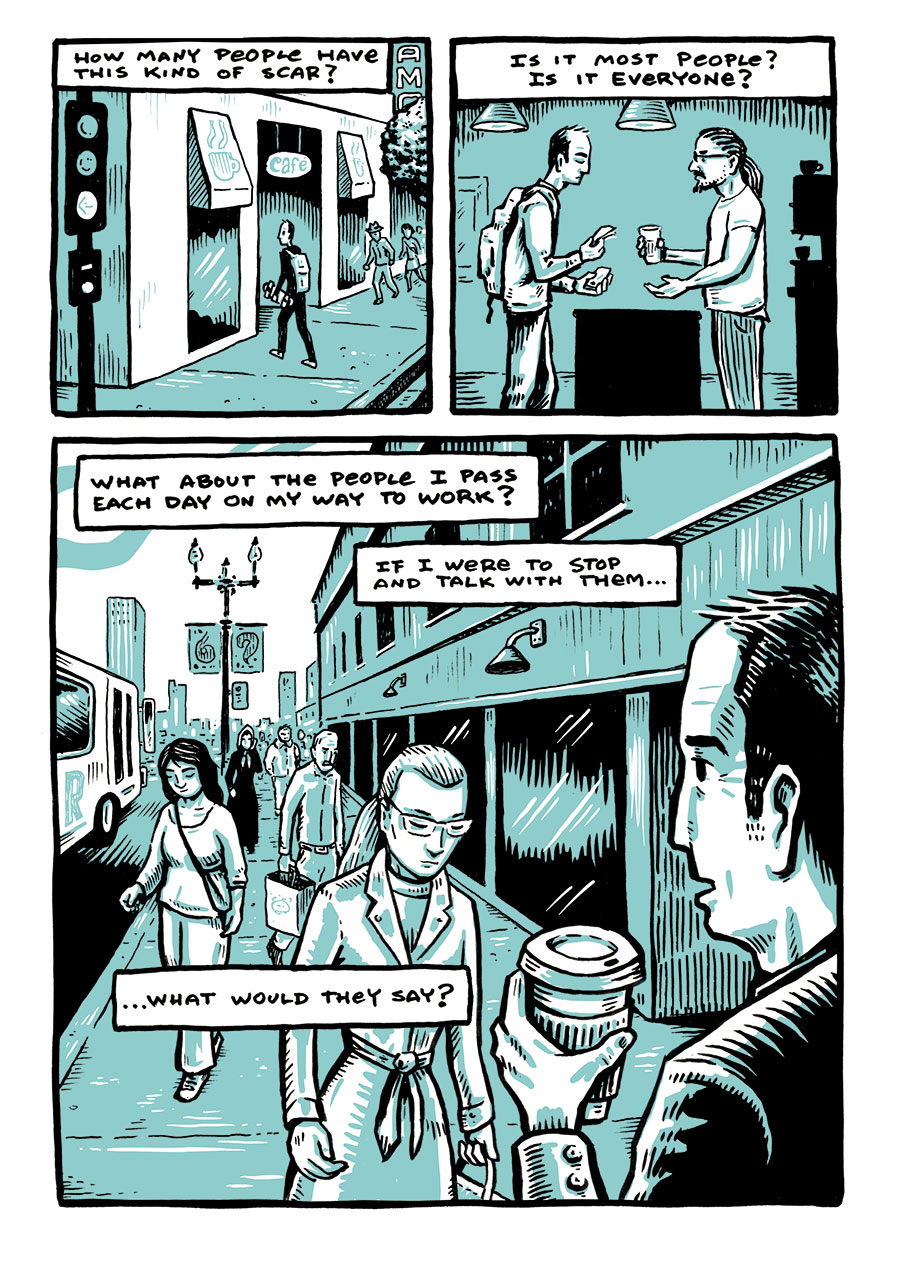 HOW MANY PEOPLE HAVE
THIS KIND OF SCAR?
AMC
café
IS IT MOST PEOPLE?
IS IT EVERYONE?
WHAT ABOUT THE PEOPLE I PASS
EACH DAY ON MY WAY TO WORK?
IF I WERE TO STOP
AND TALK WITH THEM...
6 ?
R
...WHAT WOULD THEY SAY?